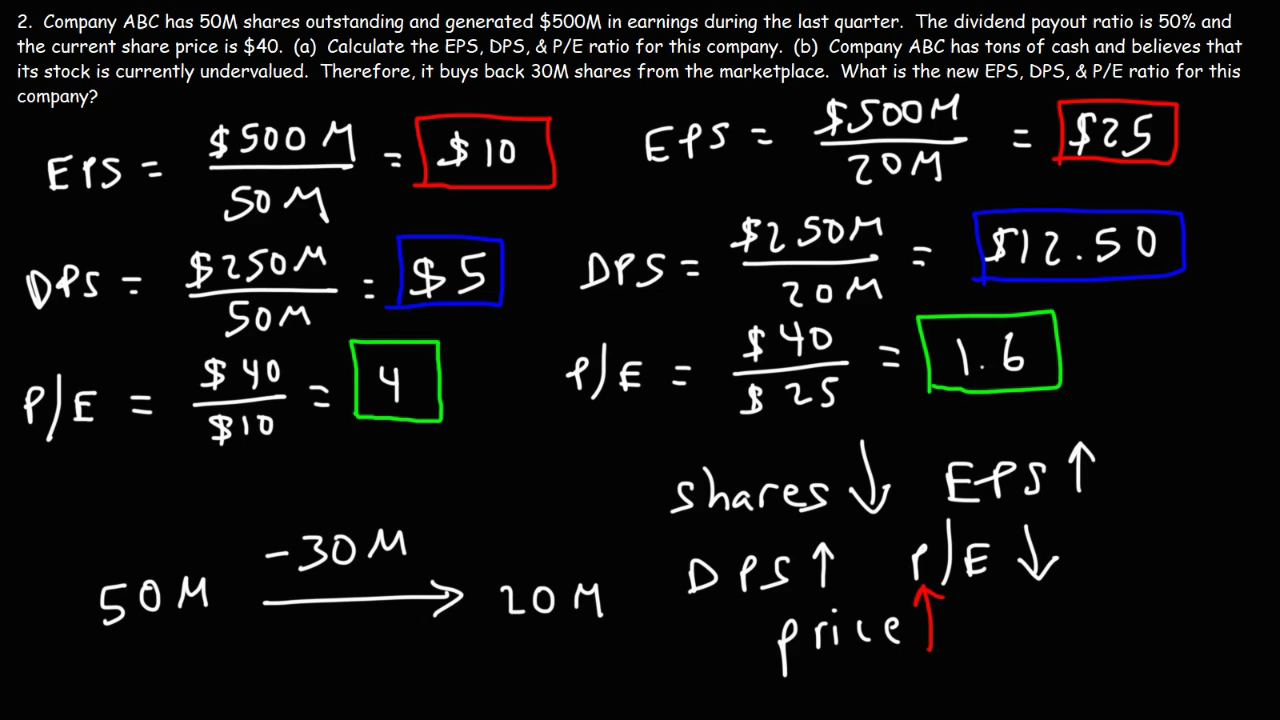 2. Company ABC has 50M shares outstanding and generated $500M in earnings during the last quarter. The dividend payout ratio is 50% and
the current share price is $40. (a) Calculate the EPS, DPS, & P/E ratio for this company. (b) Company ABC has tons of cash and believes that
its stock is currently undervalued. Therefore, it buys back 30M shares from the marketplace. What is the new EPS, DPS, & P/E ratio for this
company?
EPS = $500M / 50M = $10
DPS = $250M / 50M = $5
P/E = $40 / $10 = 4
50M -30M → 20M
EPS = $500M / 20M = $25
DPS = $250M / 20M = $12.50
P/E = $40 / $25 = 1.6
shares ↓ EPS ↑
DPS ↑ P/E ↓
price ↑